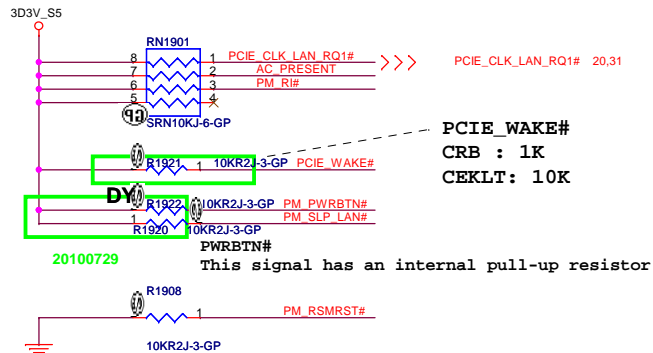 3D3V_S5
RN1901
8 1 PCIE_CLK_LAN_RQ1# PCIE_CLK_LAN_RQ1# 20,31
7 2 AC_PRESENT
6 3 PM_RI#
5 4
SRN10KJ-6-GP
PCIE_WAKE#
CRB : 1K
CEKLT: 10K
R1921 1 10KR2J-3-GP PCIE_WAKE#
DY
R1922 10KR2J-3-GP PM_PWRBTN#
1 PM_SLP_LAN#
R1920 10KR2J-3-GP
PWRBTN#
This signal has an internal pull-up resistor
20100729
R1908
1 PM_RSMRST#
10KR2J-3-GP